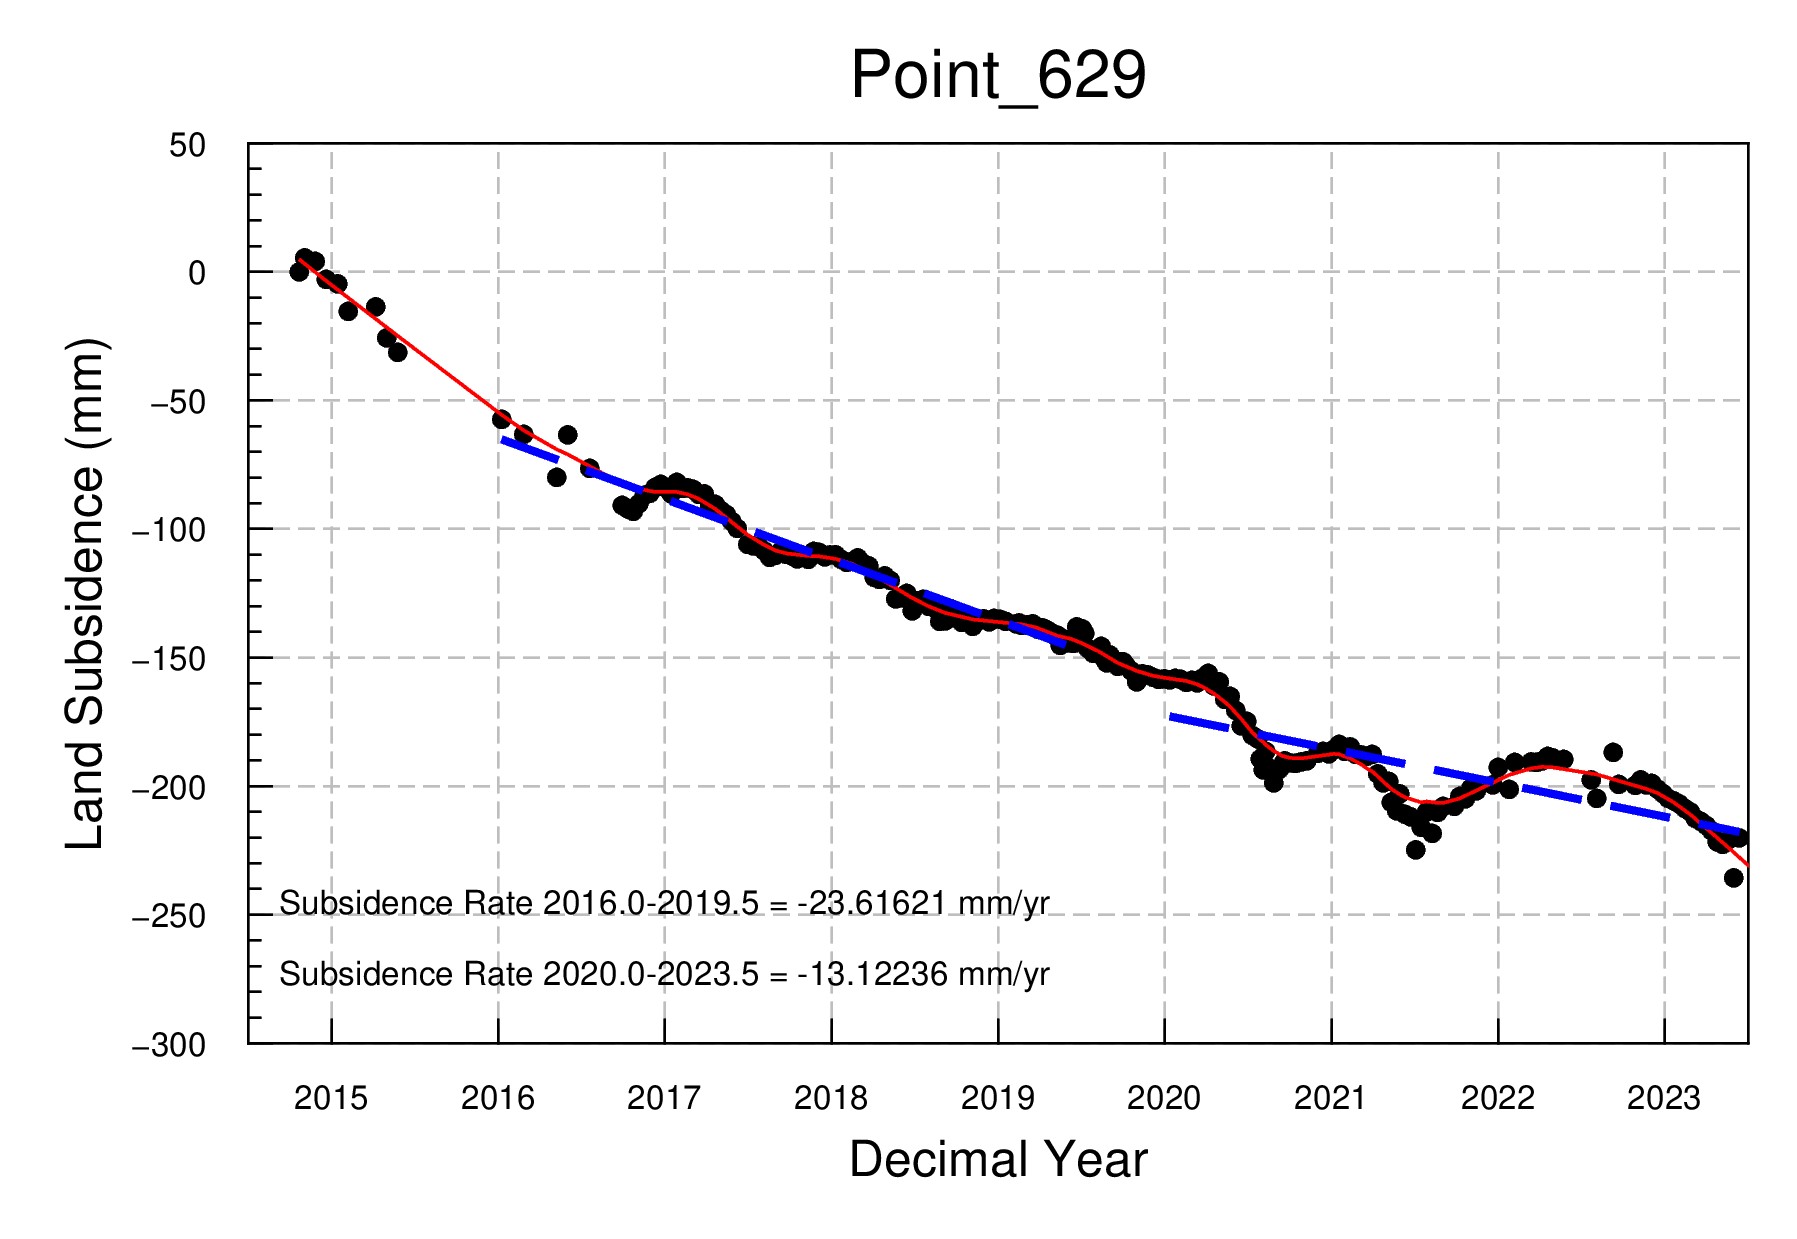 Point_629
50
0
−50
−100
−150
−200
−250
−300
Land Subsidence (mm)
Subsidence Rate 2016.0-2019.5 = -23.61621 mm/yr
Subsidence Rate 2020.0-2023.5 = -13.12236 mm/yr
2015 2016 2017 2018 2019 2020 2021 2022 2023
Decimal Year